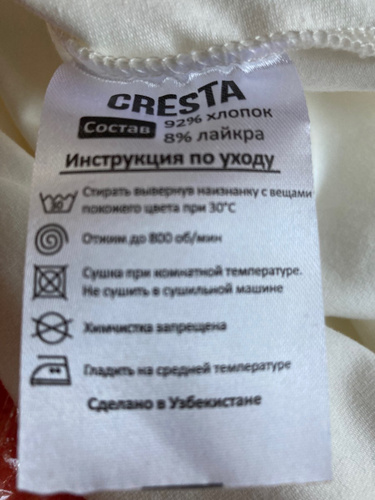 CRESTA
Состав 92% хлопок
8% лайкра
Инструкция по уходу
Стирать вывернув наизнанку с вещами
похожего цвета при 30°C
Отжим до 800 об/мин
Сушка при комнатной температуре.
Не сушить в сушильной машине
Химчистка запрещена
Гладить на средней температуре
Сделано в Узбекистане